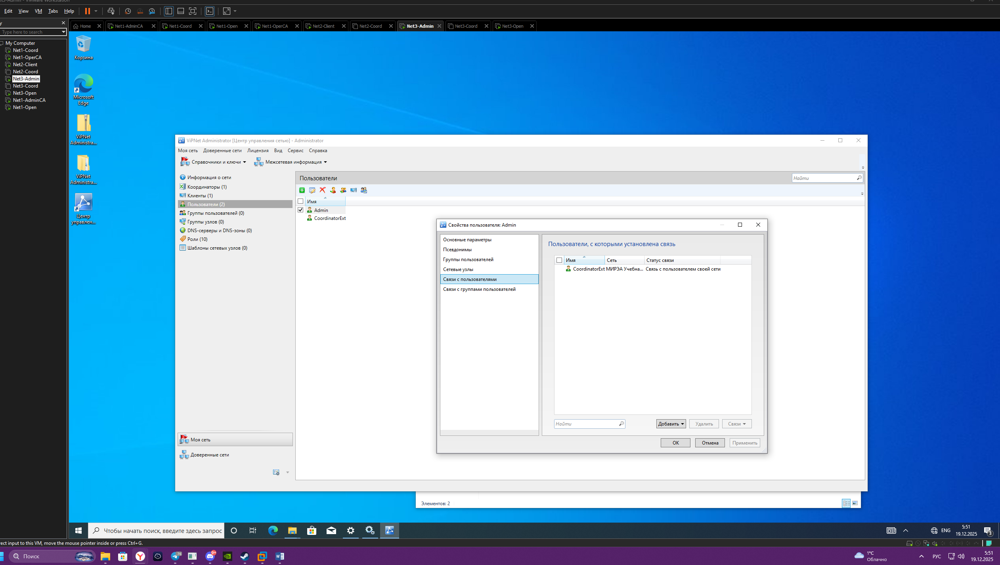 Net3-Admin - VMware Workstation
Edit View VM Tabs Help
Home Net1-AdminCA Net1-Coord Net1-Open Net1-OperCA Net2-Client Net2-Coord Net3-Admin Net3-Coord Net3-Open
Type here to search
My Computer
Net1-Coord
Net1-OperCA
Net2-Client
Net2-Coord
Net3-Admin
Net3-Coord
Net3-Open
Net1-AdminCA
Net1-Open
Корзина
Microsoft
Edge
ViPNet
Administra...
ViPNet
Administra...
Центр
управлен...
ViPNet Administrator [Центр управления сетью] - Administrator
Моя сеть Доверенные сети Лицензия Вид Сервис Справка
Справочники и ключи Межсетевая информация
Информация о сети
Координаторы (1)
Клиенты (1)
Пользователи (2)
Группы пользователей (0)
Группы узлов (0)
DNS-серверы и DNS-зоны (0)
Роли (10)
Шаблоны сетевых узлов (0)
Моя сеть
Доверенные сети
Пользователи
Найти
Имя
Admin
CoordinatorExt
Свойства пользователя: Admin
Основные параметры
Псевдонимы
Группы пользователей
Сетевые узлы
Связи с пользователями
Связи с группами пользователей
Пользователи, с которыми установлена связь
Имя Сеть Статус связи
CoordinatorExt МИРЭА Учебна... Связь с пользователем своей сети
Найти
Добавить Удалить Связи
ОК Отмена Применить
Элементов: 2
Чтобы начать поиск, введите здесь запрос
ENG
5:51
19.12.2025
3
rect input to this VM, move the mouse pointer inside or press Ctrl+G.
Поиск
76
9+
1°C
Облачно
РУС
5:51
19.12.2025